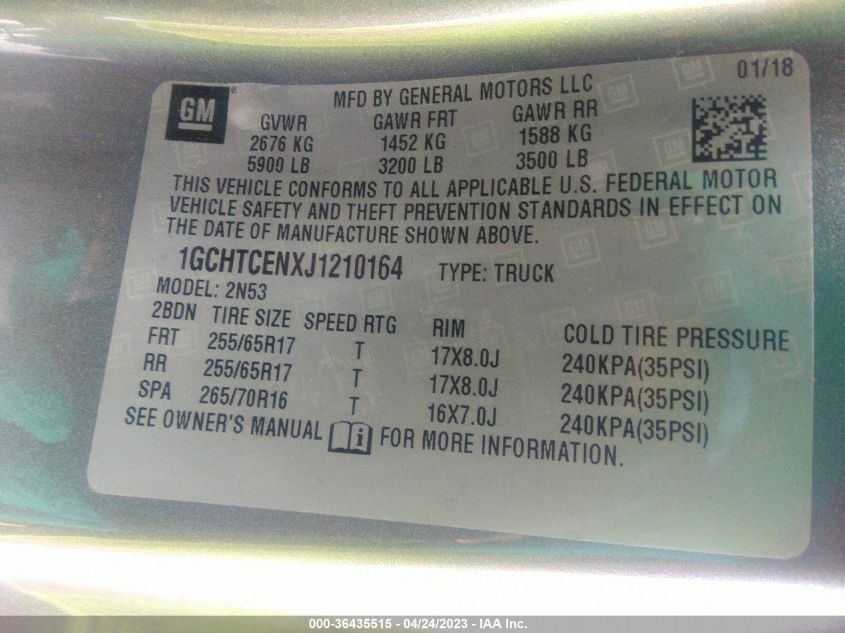 GM
MFD BY GENERAL MOTORS LLC
01/18
GVWR GAWR FRT GAWR RR
2676 KG 1452 KG 1588 KG
5900 LB 3200 LB 3500 LB
THIS VEHICLE CONFORMS TO ALL APPLICABLE U.S. FEDERAL MOTOR
VEHICLE SAFETY AND THEFT PREVENTION STANDARDS IN EFFECT ON
THE DATE OF MANUFACTURE SHOWN ABOVE.
1GCHTCENXJ1210164 TYPE: TRUCK
MODEL: 2N53
2BDN TIRE SIZE SPEED RTG RIM COLD TIRE PRESSURE
FRT 255/65R17 T 17X8.0J 240KPA(35PSI)
RR 255/65R17 T 17X8.0J 240KPA(35PSI)
SPA 265/70R16 T 16X7.0J 240KPA(35PSI)
SEE OWNER'S MANUAL i FOR MORE INFORMATION.
000-36435515 - 04/24/2023 - IAA Inc.